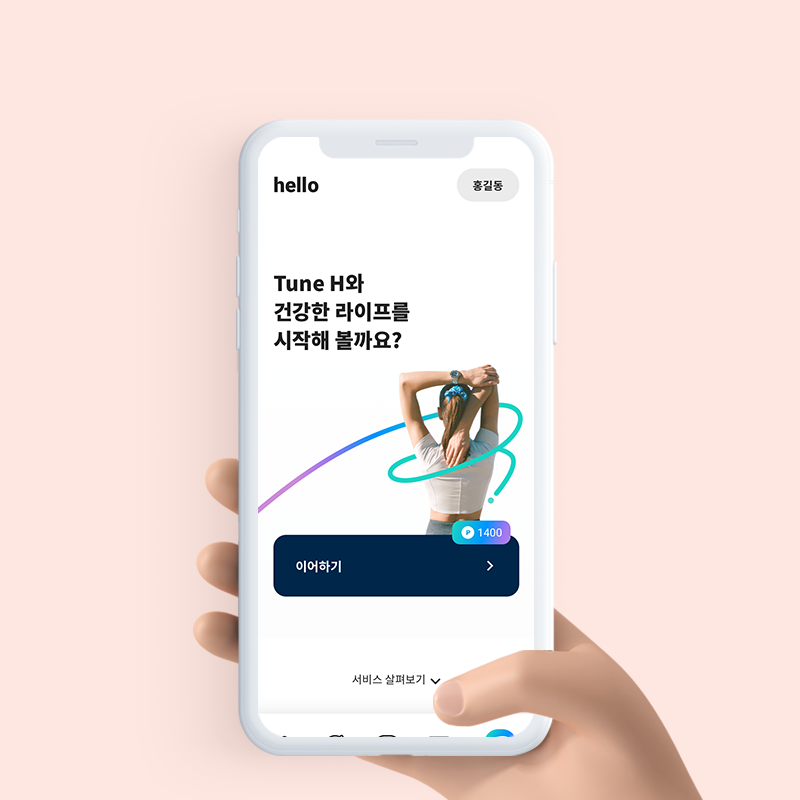 hello
홍길동
Tune H와
건강한 라이프를
시작해 볼까요?
P 1400
이어하기
서비스 살펴보기